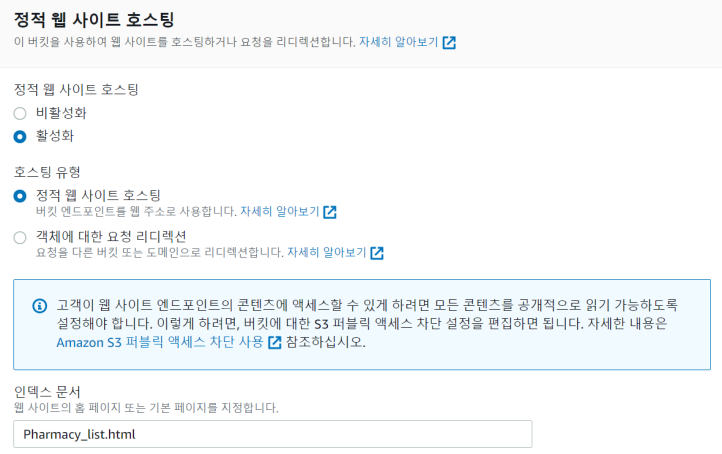 정적 웹 사이트 호스팅
이 버킷을 사용하여 웹 사이트를 호스팅하거나 요청을 리디렉션합니다. 자세히 알아보기
정적 웹 사이트 호스팅
비활성화
활성화
호스팅 유형
정적 웹 사이트 호스팅
버킷 엔드포인트를 웹 주소로 사용합니다. 자세히 알아보기
객체에 대한 요청 리디렉션
요청을 다른 버킷 또는 도메인으로 리디렉션합니다. 자세히 알아보기
고객이 웹 사이트 엔드포인트의 콘텐츠에 액세스할 수 있게 하려면 모든 콘텐츠를 공개적으로 읽기 가능하도록
설정해야 합니다. 이렇게 하려면, 버킷에 대한 S3 퍼블릭 액세스 차단 설정을 편집하면 됩니다. 자세한 내용은
Amazon S3 퍼블릭 액세스 차단 사용 참조하십시오.
인덱스 문서
웹 사이트의 홈 페이지 또는 기본 페이지를 지정합니다.
Pharmacy_list.html